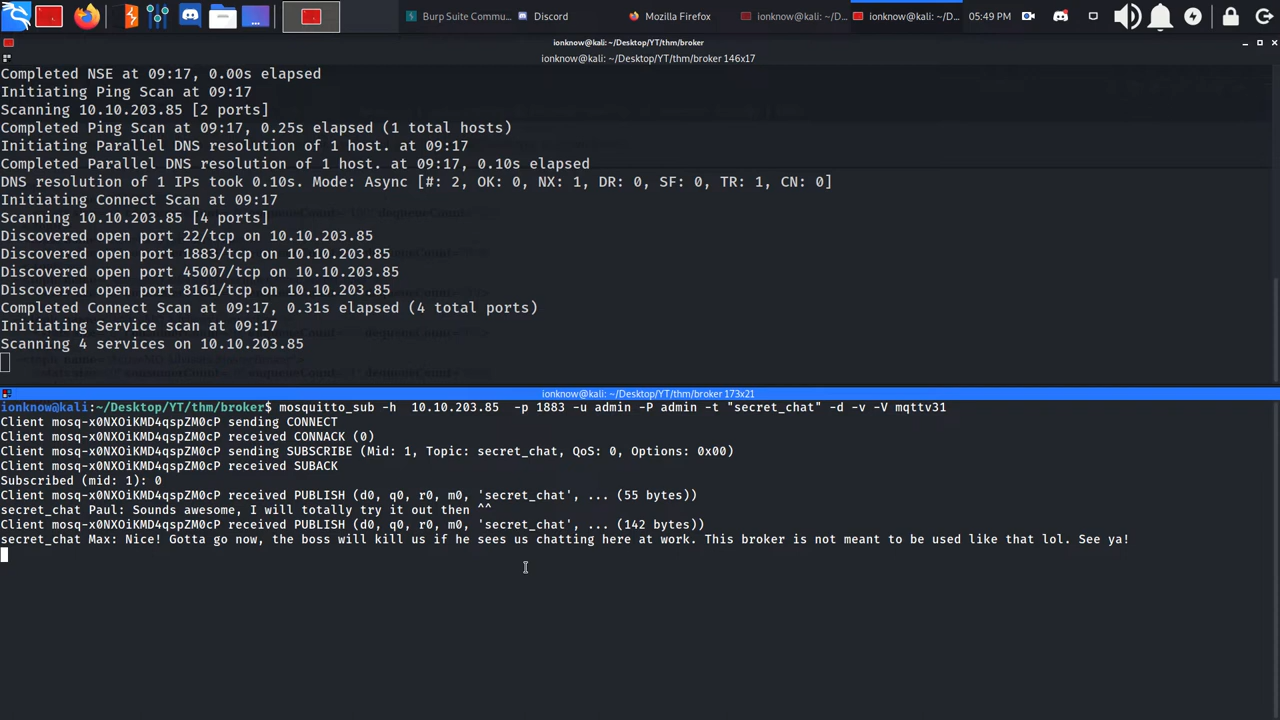 Burp Suite Commu...
Discord
Mozilla Firefox
ionknow@kali: ~/D...
ionknow@kali: ~/D...
05:49 PM
ionknow@kali: ~/Desktop/YT/thm/broker
ionknow@kali: ~/Desktop/YT/thm/broker 146x17
Completed NSE at 09:17, 0.00s elapsed
Initiating Ping Scan at 09:17
Scanning 10.10.203.85 [2 ports]
Completed Ping Scan at 09:17, 0.25s elapsed (1 total hosts)
Initiating Parallel DNS resolution of 1 host. at 09:17
Completed Parallel DNS resolution of 1 host. at 09:17, 0.10s elapsed
DNS resolution of 1 IPs took 0.10s. Mode: Async [#: 2, OK: 0, NX: 1, DR: 0, SF: 0, TR: 1, CN: 0]
Initiating Connect Scan at 09:17
Scanning 10.10.203.85 [4 ports]
Discovered open port 22/tcp on 10.10.203.85
Discovered open port 1883/tcp on 10.10.203.85
Discovered open port 45007/tcp on 10.10.203.85
Discovered open port 8161/tcp on 10.10.203.85
Completed Connect Scan at 09:17, 0.31s elapsed (4 total ports)
Initiating Service scan at 09:17
Scanning 4 services on 10.10.203.85
ionknow@kali: ~/Desktop/YT/thm/broker 173x21
ionknow@kali:~/Desktop/YT/thm/broker$ mosquitto_sub -h  10.10.203.85  -p 1883 -u admin -P admin -t "secret_chat" -d -v -V mqttv31
Client mosq-x0NXOiKMD4qspZM0cP sending CONNECT
Client mosq-x0NXOiKMD4qspZM0cP received CONNACK (0)
Client mosq-x0NXOiKMD4qspZM0cP sending SUBSCRIBE (Mid: 1, Topic: secret_chat, QoS: 0, Options: 0x00)
Client mosq-x0NXOiKMD4qspZM0cP received SUBACK
Subscribed (mid: 1): 0
Client mosq-x0NXOiKMD4qspZM0cP received PUBLISH (d0, q0, r0, m0, 'secret_chat', ... (55 bytes))
secret_chat Paul: Sounds awesome, I will totally try it out then ^^
Client mosq-x0NXOiKMD4qspZM0cP received PUBLISH (d0, q0, r0, m0, 'secret_chat', ... (142 bytes))
secret_chat Max: Nice! Gotta go now, the boss will kill us if he sees us chatting here at work. This broker is not meant to be used like that lol. See ya!